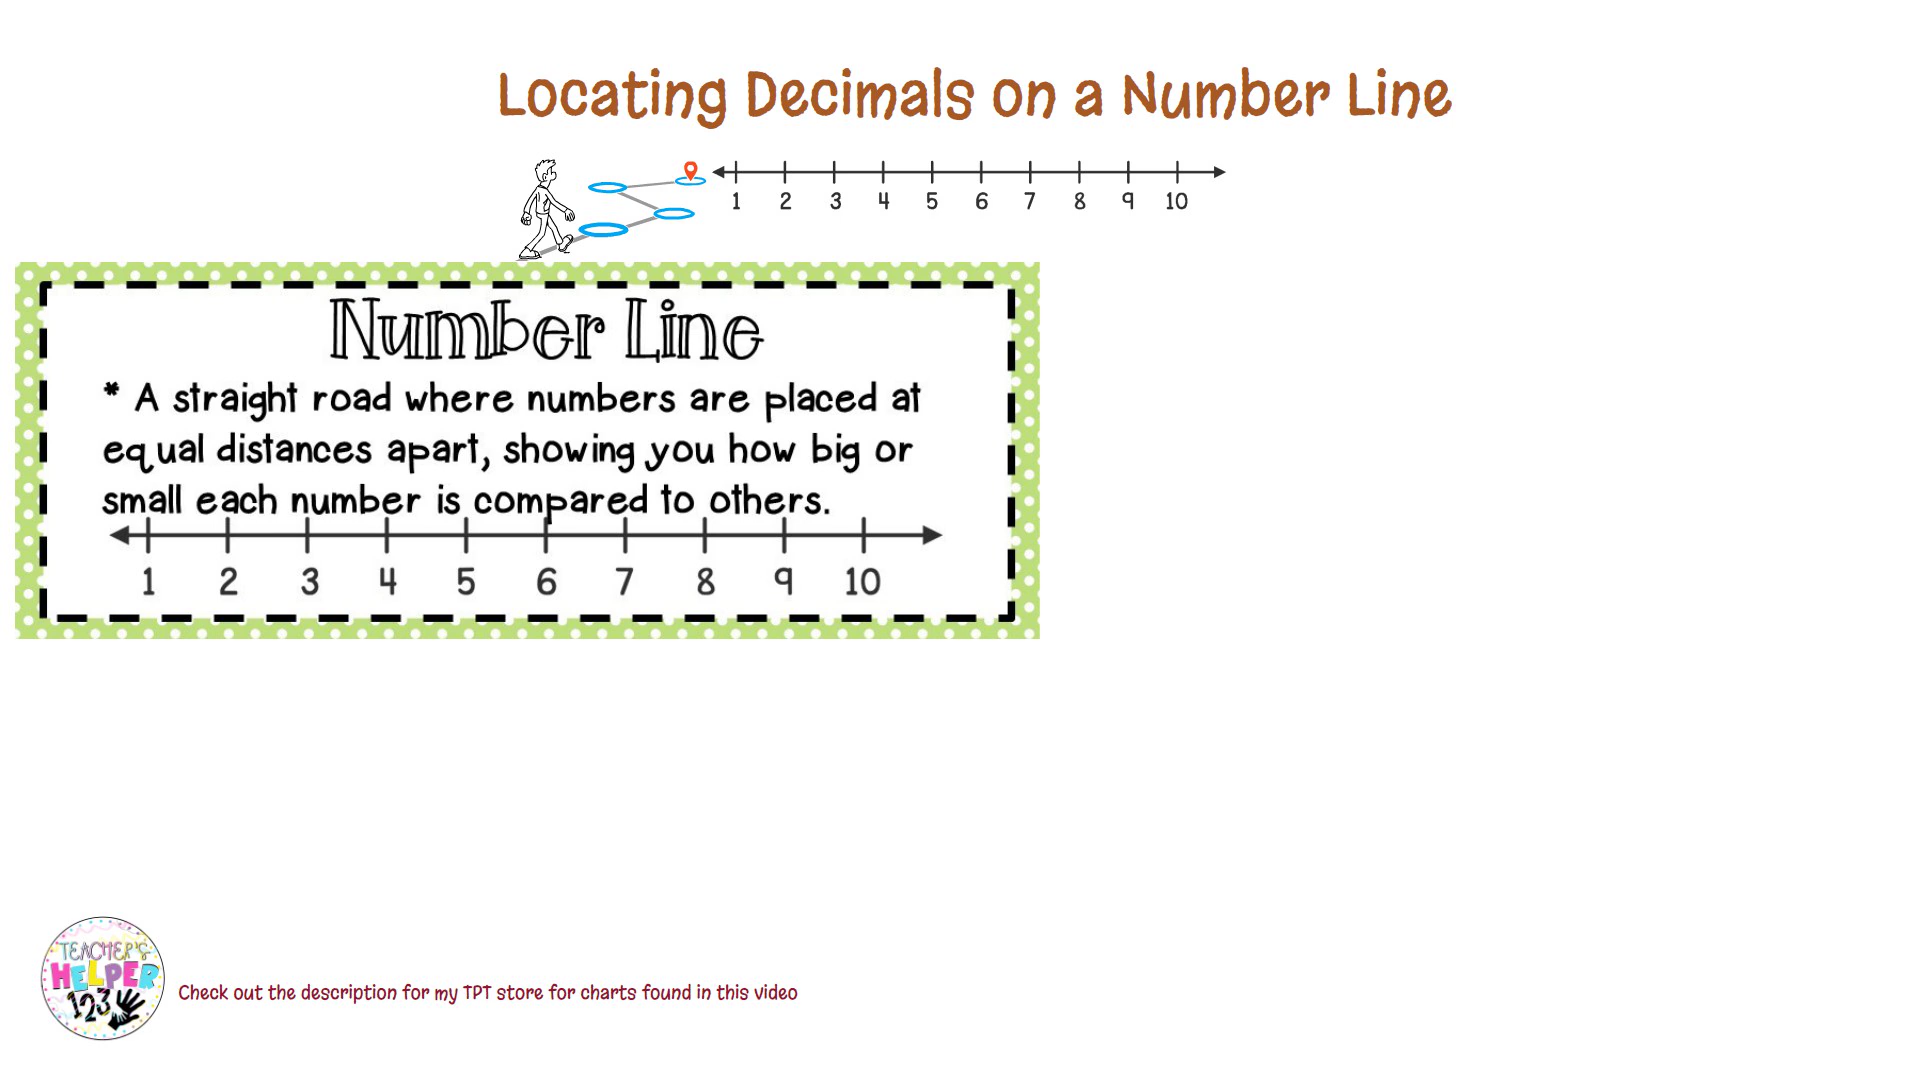 Locating Decimals on a Number Line
1 2 3 4 5 6 7 8 9 10
Number Line
* A straight road where numbers are placed at
equal distances apart, showing you how big or
small each number is compared to others.
1 2 3 4 5 6 7 8 9 10
TEACHER'S
HELPER
123
Check out the description for my TPT store for charts found in this video